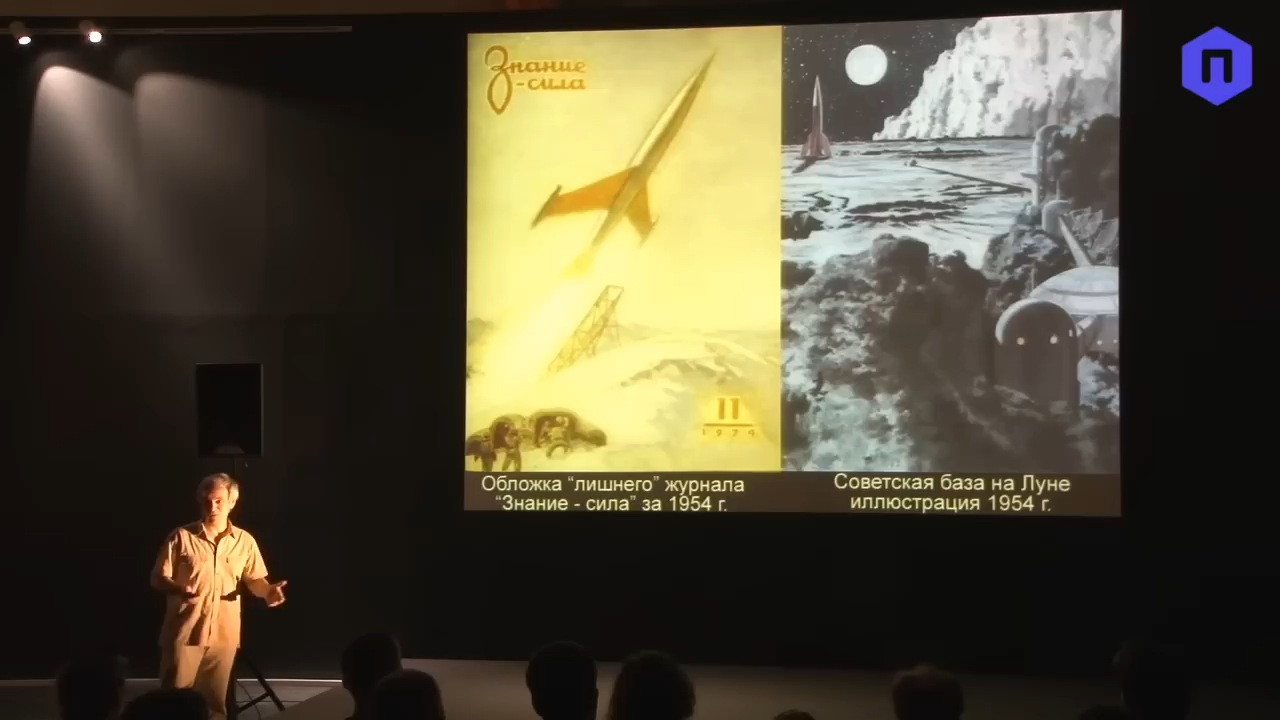 Знание
-сила
11
1974
Обложка “лишнего” журнала
“Знание - сила” за 1954 г.
Советская база на Луне
иллюстрация 1954 г.
П